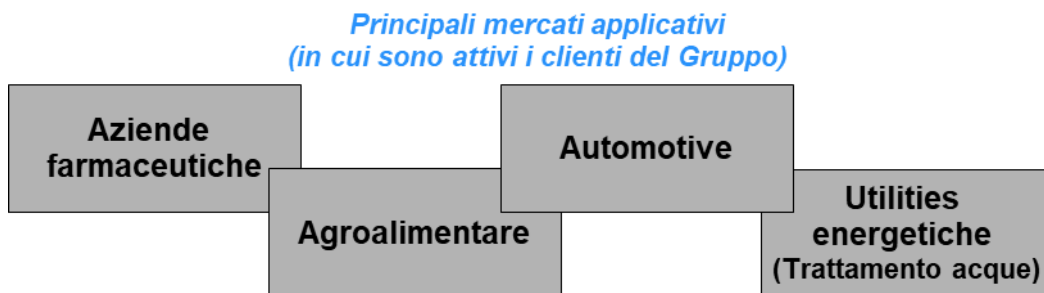 Principali mercati applicativi
(in cui sono attivi i clienti del Gruppo)
Aziende
farmaceutiche
Agroalimentare
Automotive
Utilities
energetiche
(Trattamento acque)